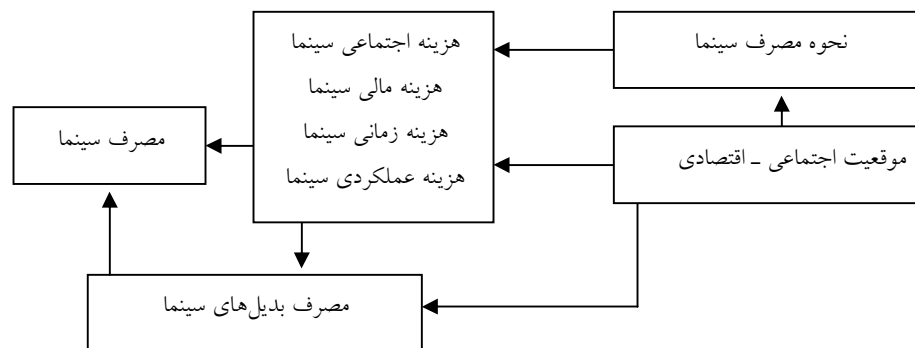 نحوه مصرف سینما
هزینه اجتماعی سینما
هزینه مالی سینما
هزینه زمانی سینما
هزینه عملکردی سینما
موقعیت اجتماعی ـ اقتصادی
مصرف سینما
مصرف بدیل‌های سینما